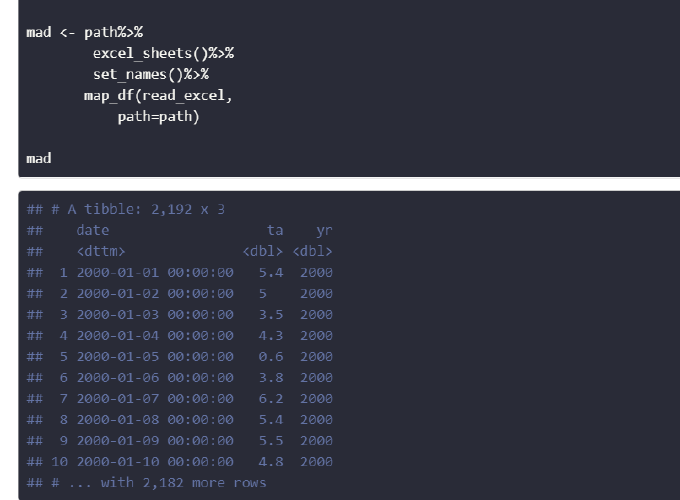 mad <- path%>%
        excel_sheets()%>%
        set_names()%>%
       map_df(read_excel,
           path=path)
mad
## # A tibble: 2,192 x 3
##    date                   ta    yr
##    <dttm>              <dbl> <dbl>
##  1 2000-01-01 00:00:00   5.4  2000
##  2 2000-01-02 00:00:00   5    2000
##  3 2000-01-03 00:00:00   3.5  2000
##  4 2000-01-04 00:00:00   4.3  2000
##  5 2000-01-05 00:00:00   0.6  2000
##  6 2000-01-06 00:00:00   3.8  2000
##  7 2000-01-07 00:00:00   6.2  2000
##  8 2000-01-08 00:00:00   5.4  2000
##  9 2000-01-09 00:00:00   5.5  2000
## 10 2000-01-10 00:00:00   4.8  2000
## # ... with 2,182 more rows